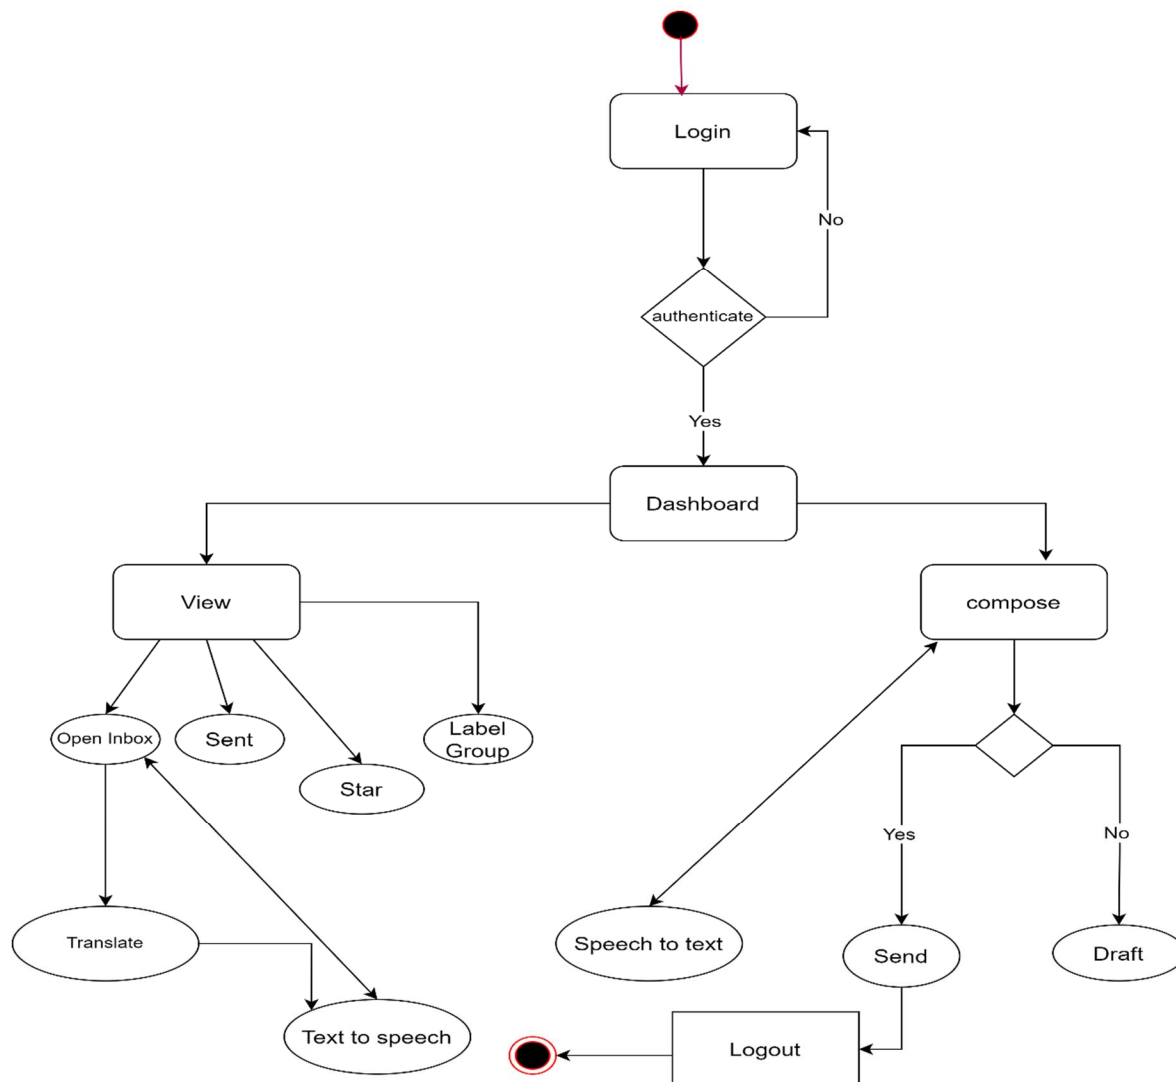 Login
No
authenticate
Yes
Dashboard
View
compose
Open Inbox
Sent
Label
Group
Star
Yes
No
Translate
Speech to text
Send
Draft
Text to speech
Logout